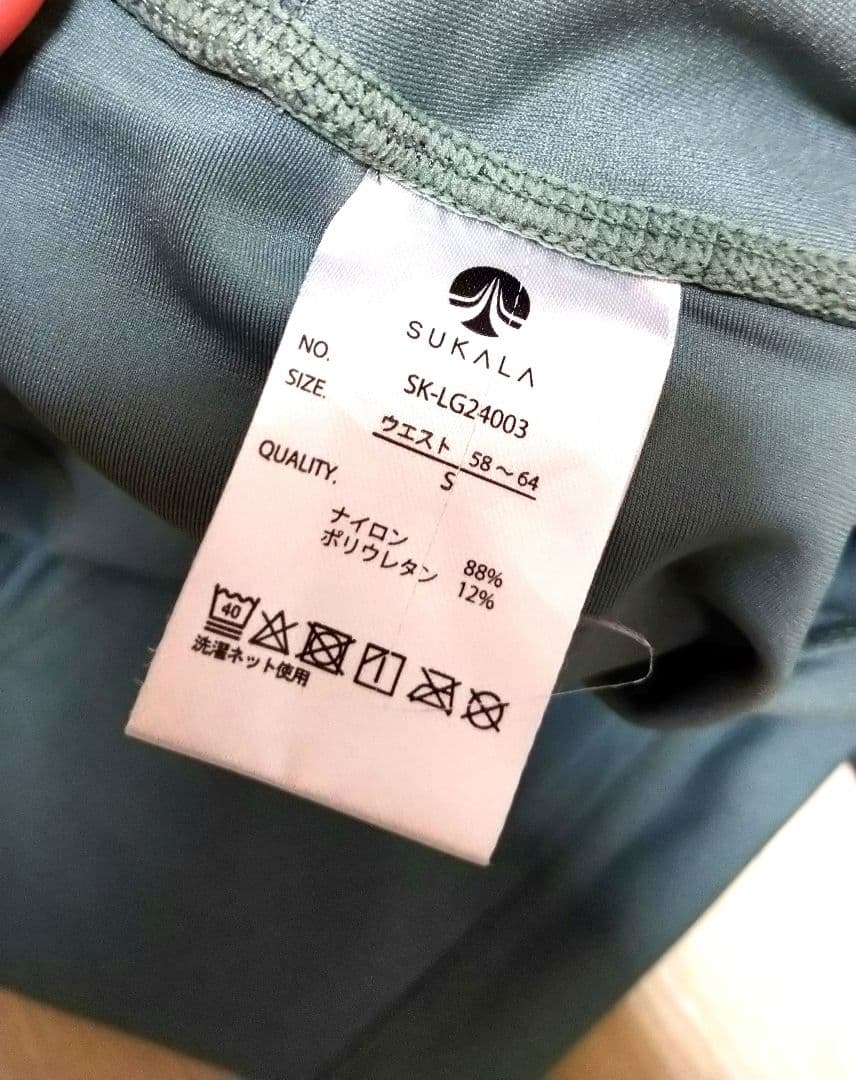 SUKALA
NO. SK-LG24003
SIZE. ウエスト 58～64
S
QUALITY.
ナイロン 88%
ポリウレタン 12%
40
洗濯ネット使用